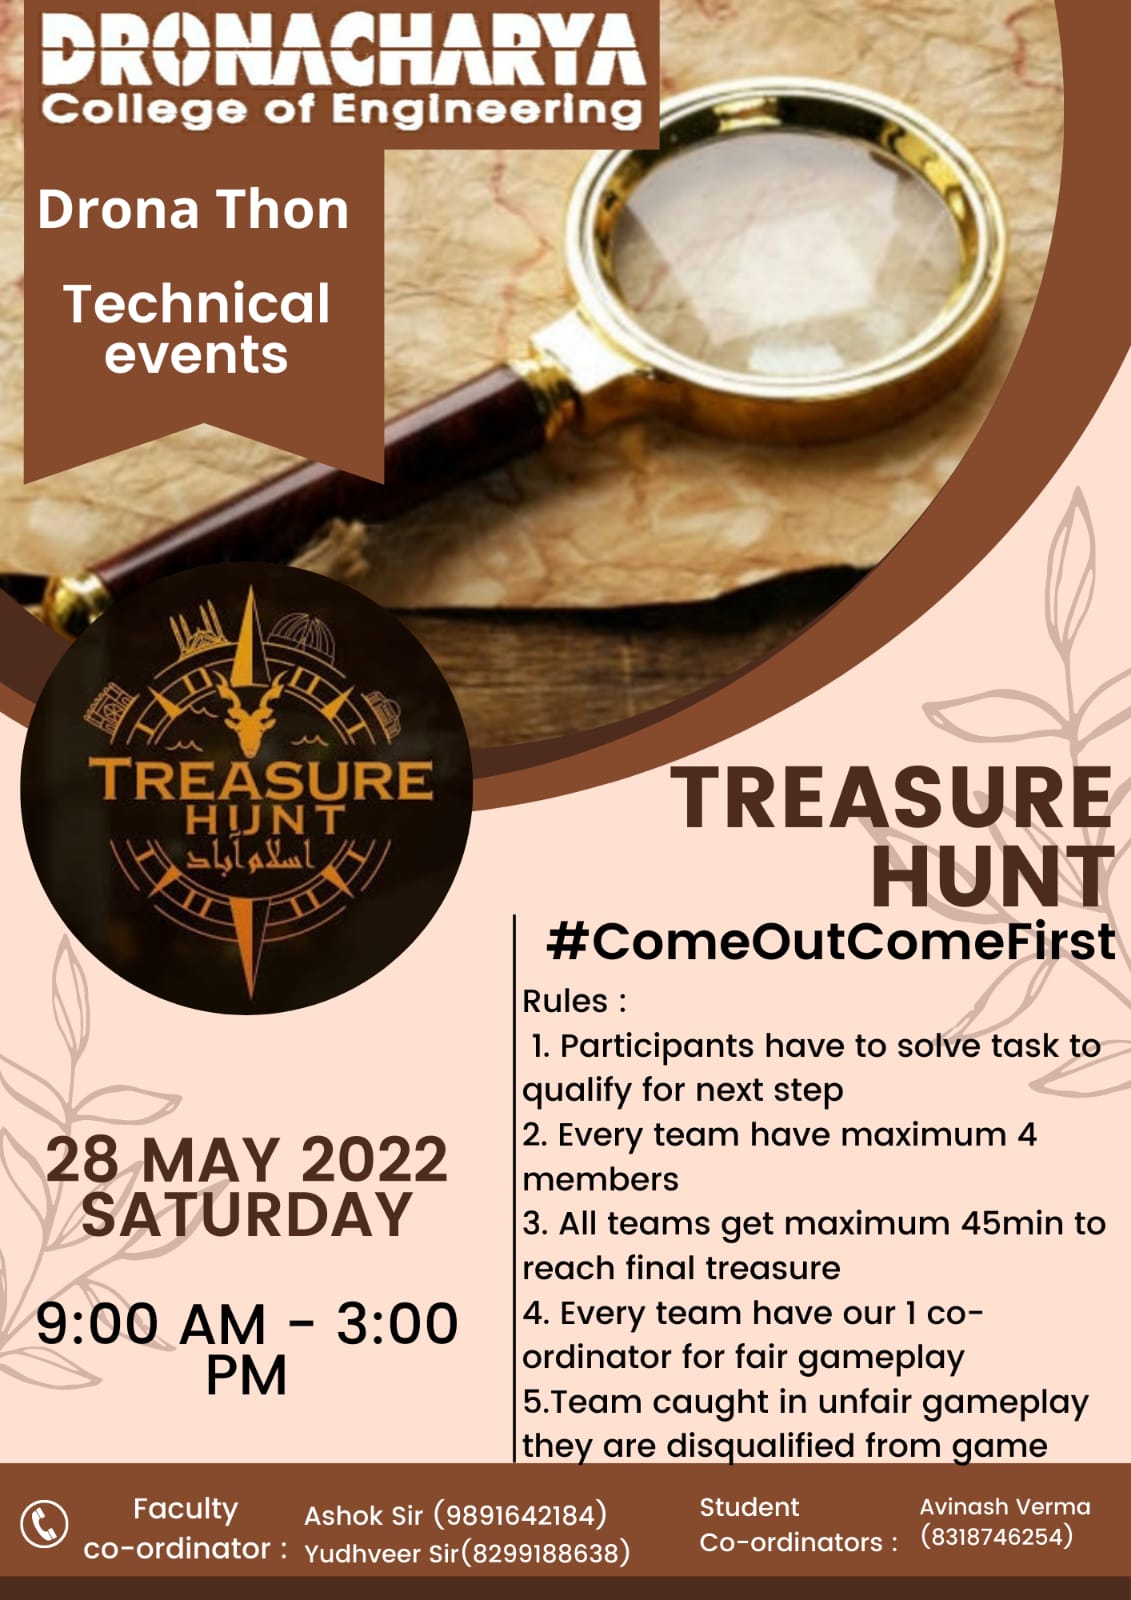 DRONACHARYA
College of Engineering
Drona Thon
Technical
events
TREASURE
HUNT
اسلام آباد
TREASURE
HUNT
#ComeOutComeFirst
Rules :
1. Participants have to solve task to
qualify for next step
2. Every team have maximum 4
members
3. All teams get maximum 45min to
reach final treasure
4. Every team have our 1 co-
ordinator for fair gameplay
5.Team caught in unfair gameplay
they are disqualified from game
28 MAY 2022
SATURDAY
9:00 AM - 3:00
PM
Faculty
co-ordinator :
Ashok Sir (9891642184)
Yudhveer Sir(8299188638)
Student
Co-ordinators :
Avinash Verma
(8318746254)